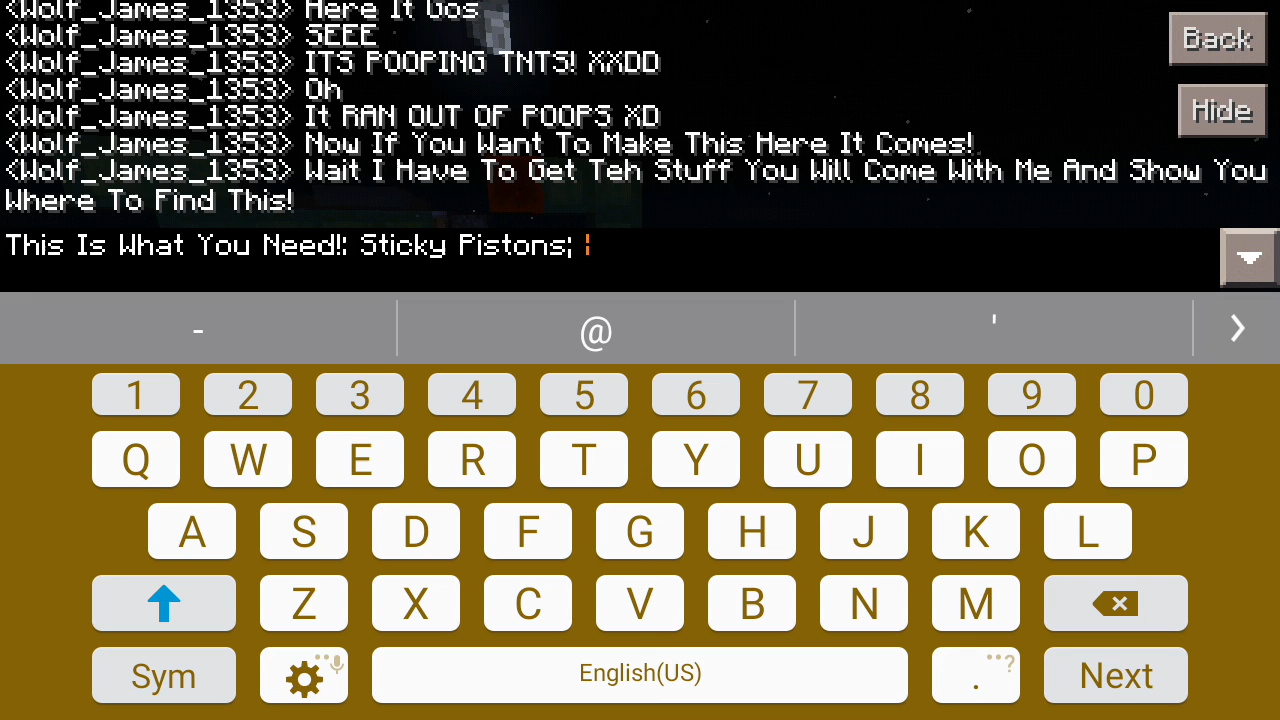 <Wolf_James_1353> Here It Gos
<Wolf_James_1353> SEEE
<Wolf_James_1353> ITS POOPING TNTS! XXDD
<Wolf_James_1353> Oh
<Wolf_James_1353> It RAN OUT OF POOPS XD
<Wolf_James_1353> Now If You Want To Make This Here It Comes!
<Wolf_James_1353> Wait I Have To Get Teh Stuff You Will Come With Me And Show You
Where To Find This!
Back
Hide
This Is What You Need!: Sticky Pistons;
- @ '
1 2 3 4 5 6 7 8 9 0
Q W E R T Y U I O P
A S D F G H J K L
Z X C V B N M
Sym English(US) . ? Next